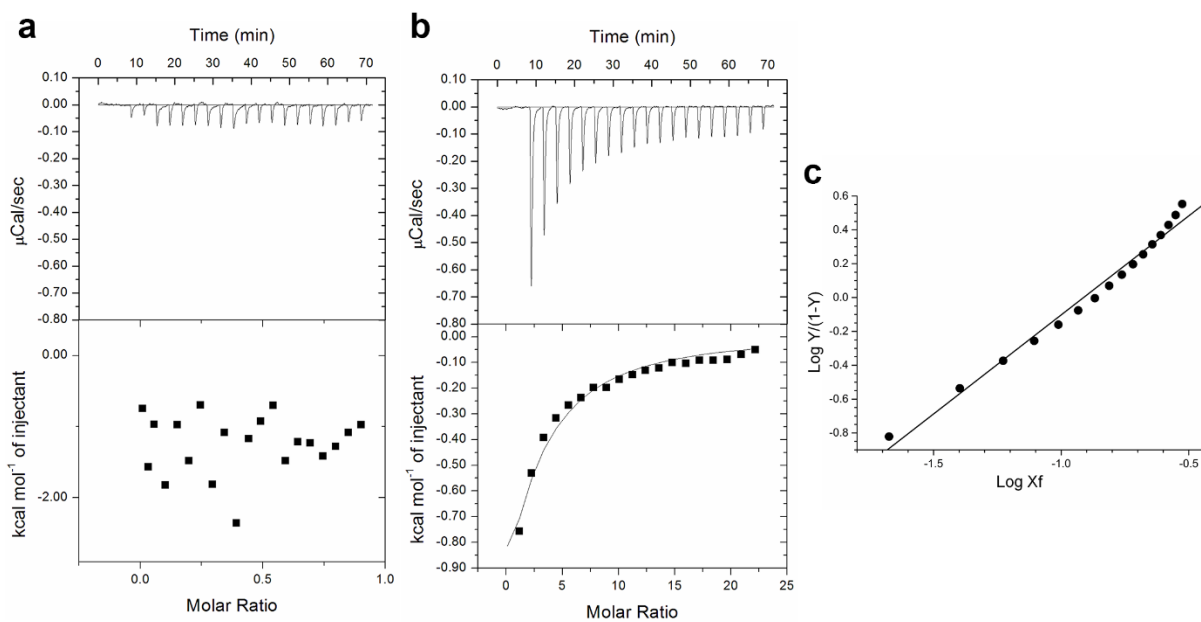 a
Time (min)
0 10 20 30 40 50 60 70
0.10
0.00
-0.10
-0.20
-0.30
-0.40
-0.50
-0.60
-0.70
-0.80
µCal/sec
0.00
-2.00
kcal mol⁻¹ of injectant
0.0 0.5 1.0
Molar Ratio
b
Time (min)
0 10 20 30 40 50 60 70
0.10
0.00
-0.10
-0.20
-0.30
-0.40
-0.50
-0.60
-0.70
-0.80
µCal/sec
0.00
-0.10
-0.20
-0.30
-0.40
-0.50
-0.60
-0.70
-0.80
-0.90
kcal mol⁻¹ of injectant
0 5 10 15 20 25
Molar Ratio
c
0.6
0.4
0.2
0.0
-0.2
-0.4
-0.6
-0.8
Log Y/(1-Y)
-1.5 -1.0 -0.5
Log Xf